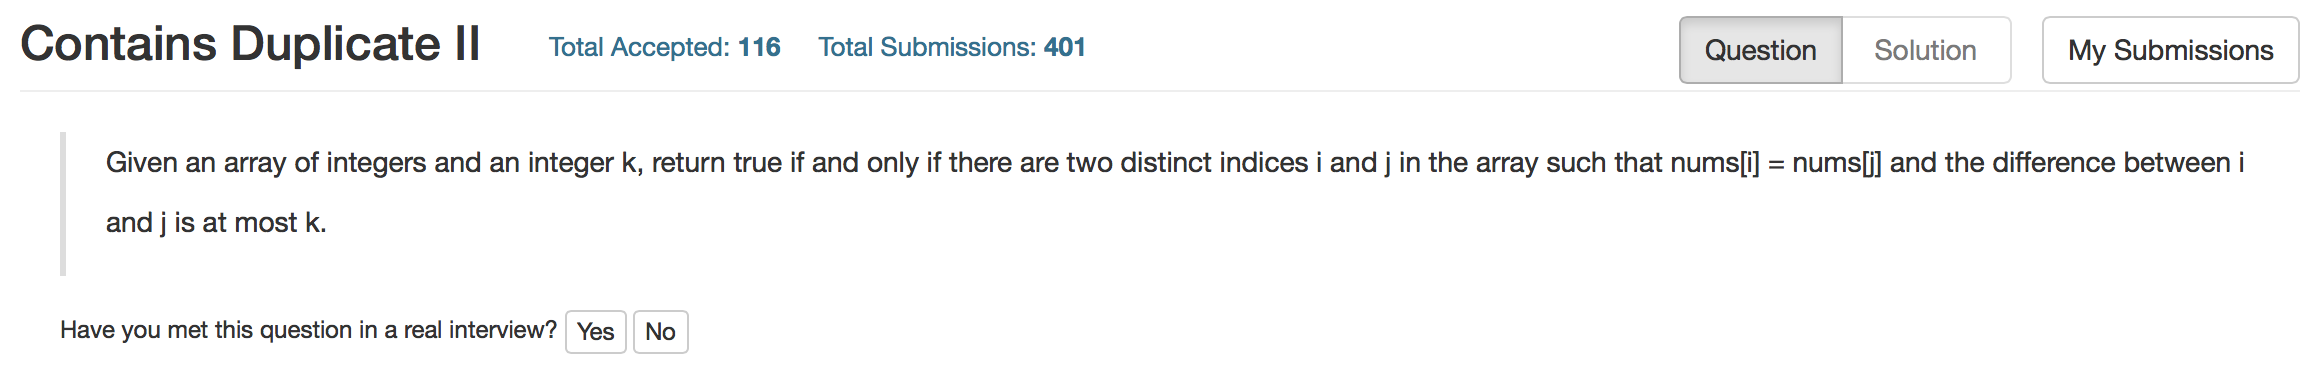 Contains Duplicate II Total Accepted: 116 Total Submissions: 401 Question Solution My Submissions
Given an array of integers and an integer k, return true if and only if there are two distinct indices i and j in the array such that nums[i] = nums[j] and the difference between i
and j is at most k.
Have you met this question in a real interview? Yes No